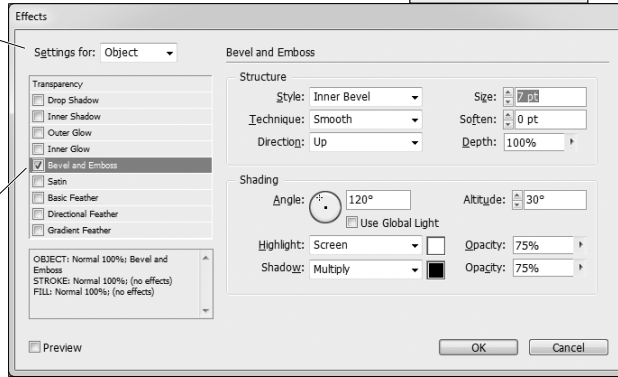 Effects
Settings for: Object
Transparency
Drop Shadow
Inner Shadow
Outer Glow
Inner Glow
Bevel and Emboss
Satin
Basic Feather
Directional Feather
Gradient Feather
OBJECT: Normal 100%; Bevel and
Emboss
STROKE: Normal 100%; (no effects)
FILL: Normal 100%; (no effects)
Preview
Bevel and Emboss
Structure
Style: Inner Bevel Size: 7 pt
Technique: Smooth Soften: 0 pt
Direction: Up Depth: 100%
Shading
Angle: 120° Altitude: 30°
Use Global Light
Highlight: Screen Opacity: 75%
Shadow: Multiply Opacity: 75%
OK Cancel